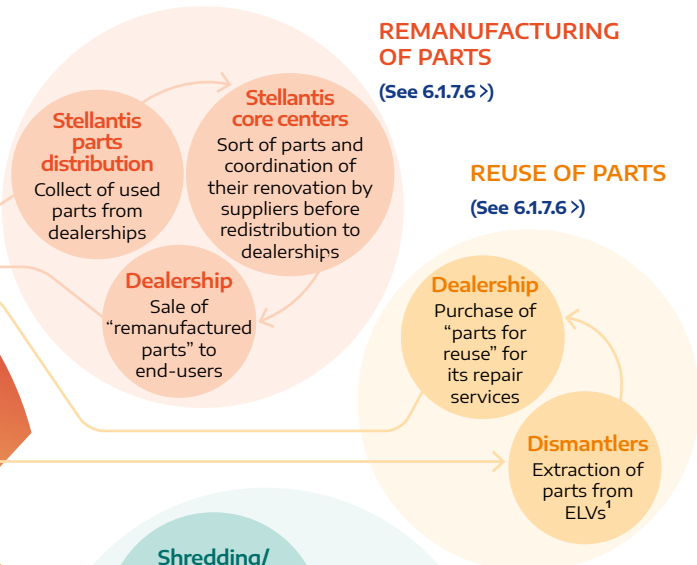 REMANUFACTURING
OF PARTS
(See 6.1.7.6 >)
Stellantis
parts
distribution
Collect of used
parts from
dealerships
Stellantis
core centers
Sort of parts and
coordination of
their renovation by
suppliers before
redistribution to
dealerships
Dealership
Sale of
“remanufactured
parts” to
end-users
REUSE OF PARTS
(See 6.1.7.6 >)
Dealership
Purchase of
“parts for
reuse” for
its repair
services
Dismantlers
Extraction of
parts from
ELVs¹
Shredding/